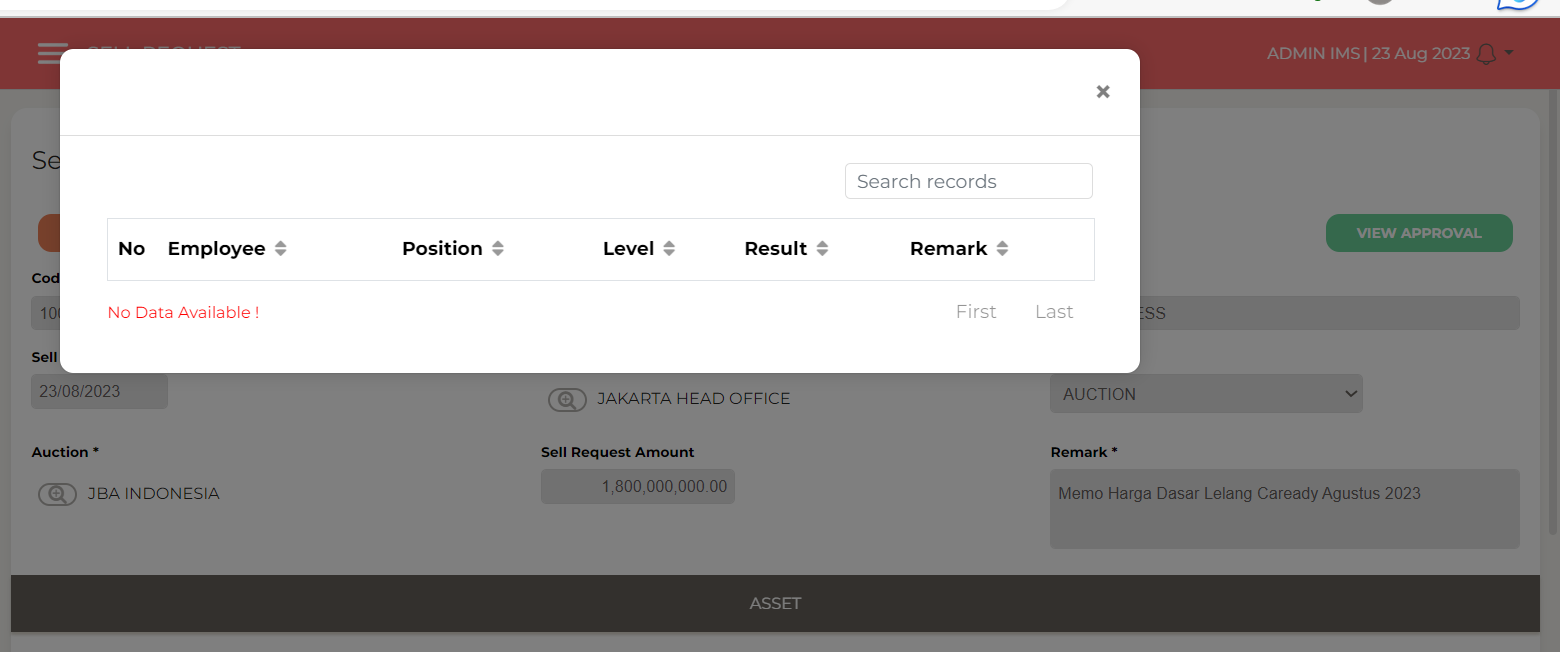 ADMIN IMS | 23 Aug 2023
×
Search records
No Employee Position Level Result Remark
No Data Available !
First Last
VIEW APPROVAL
23/08/2023
JAKARTA HEAD OFFICE
AUCTION
Auction *
Sell Request Amount
Remark *
JBA INDONESIA
1,800,000,000.00
Memo Harga Dasar Lelang Caready Agustus 2023
ASSET